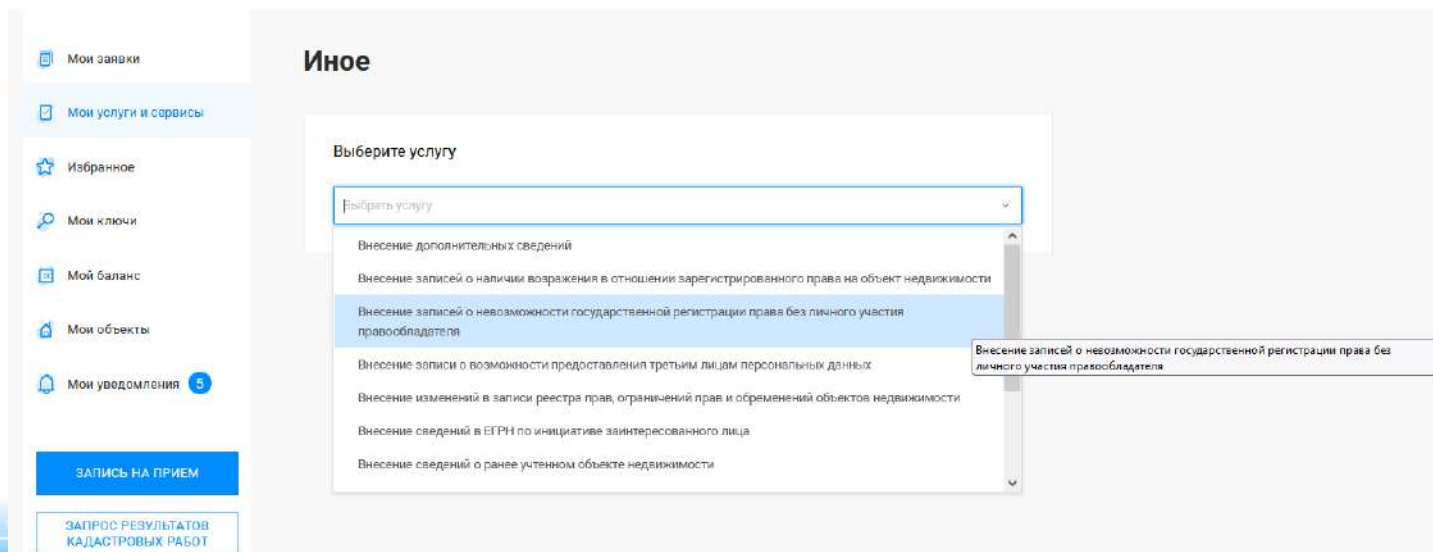 Мои заявки
Мои услуги и сервисы
Избранное
Мои ключи
Мой баланс
Мои объекты
Мои уведомления 5
ЗАПИСЬ НА ПРИЕМ
ЗАПРОС РЕЗУЛЬТАТОВ
КАДАСТРОВЫХ РАБОТ
Иное
Выберите услугу
Выбрать услугу
Внесение дополнительных сведений
Внесение записей о наличии возражения в отношении зарегистрированного права на объект недвижимости
Внесение записей о невозможности государственной регистрации права без личного участия
правообладателя
Внесение записи о возможности предоставления третьим лицам персональных данных
Внесение изменений в записи реестра прав, ограничений прав и обременений объектов недвижимости
Внесение сведений в ЕГРН по инициативе заинтересованного лица
Внесение сведений о ранее учтенном объекте недвижимости
Внесение записей о невозможности государственной регистрации права без
личного участия правообладателя